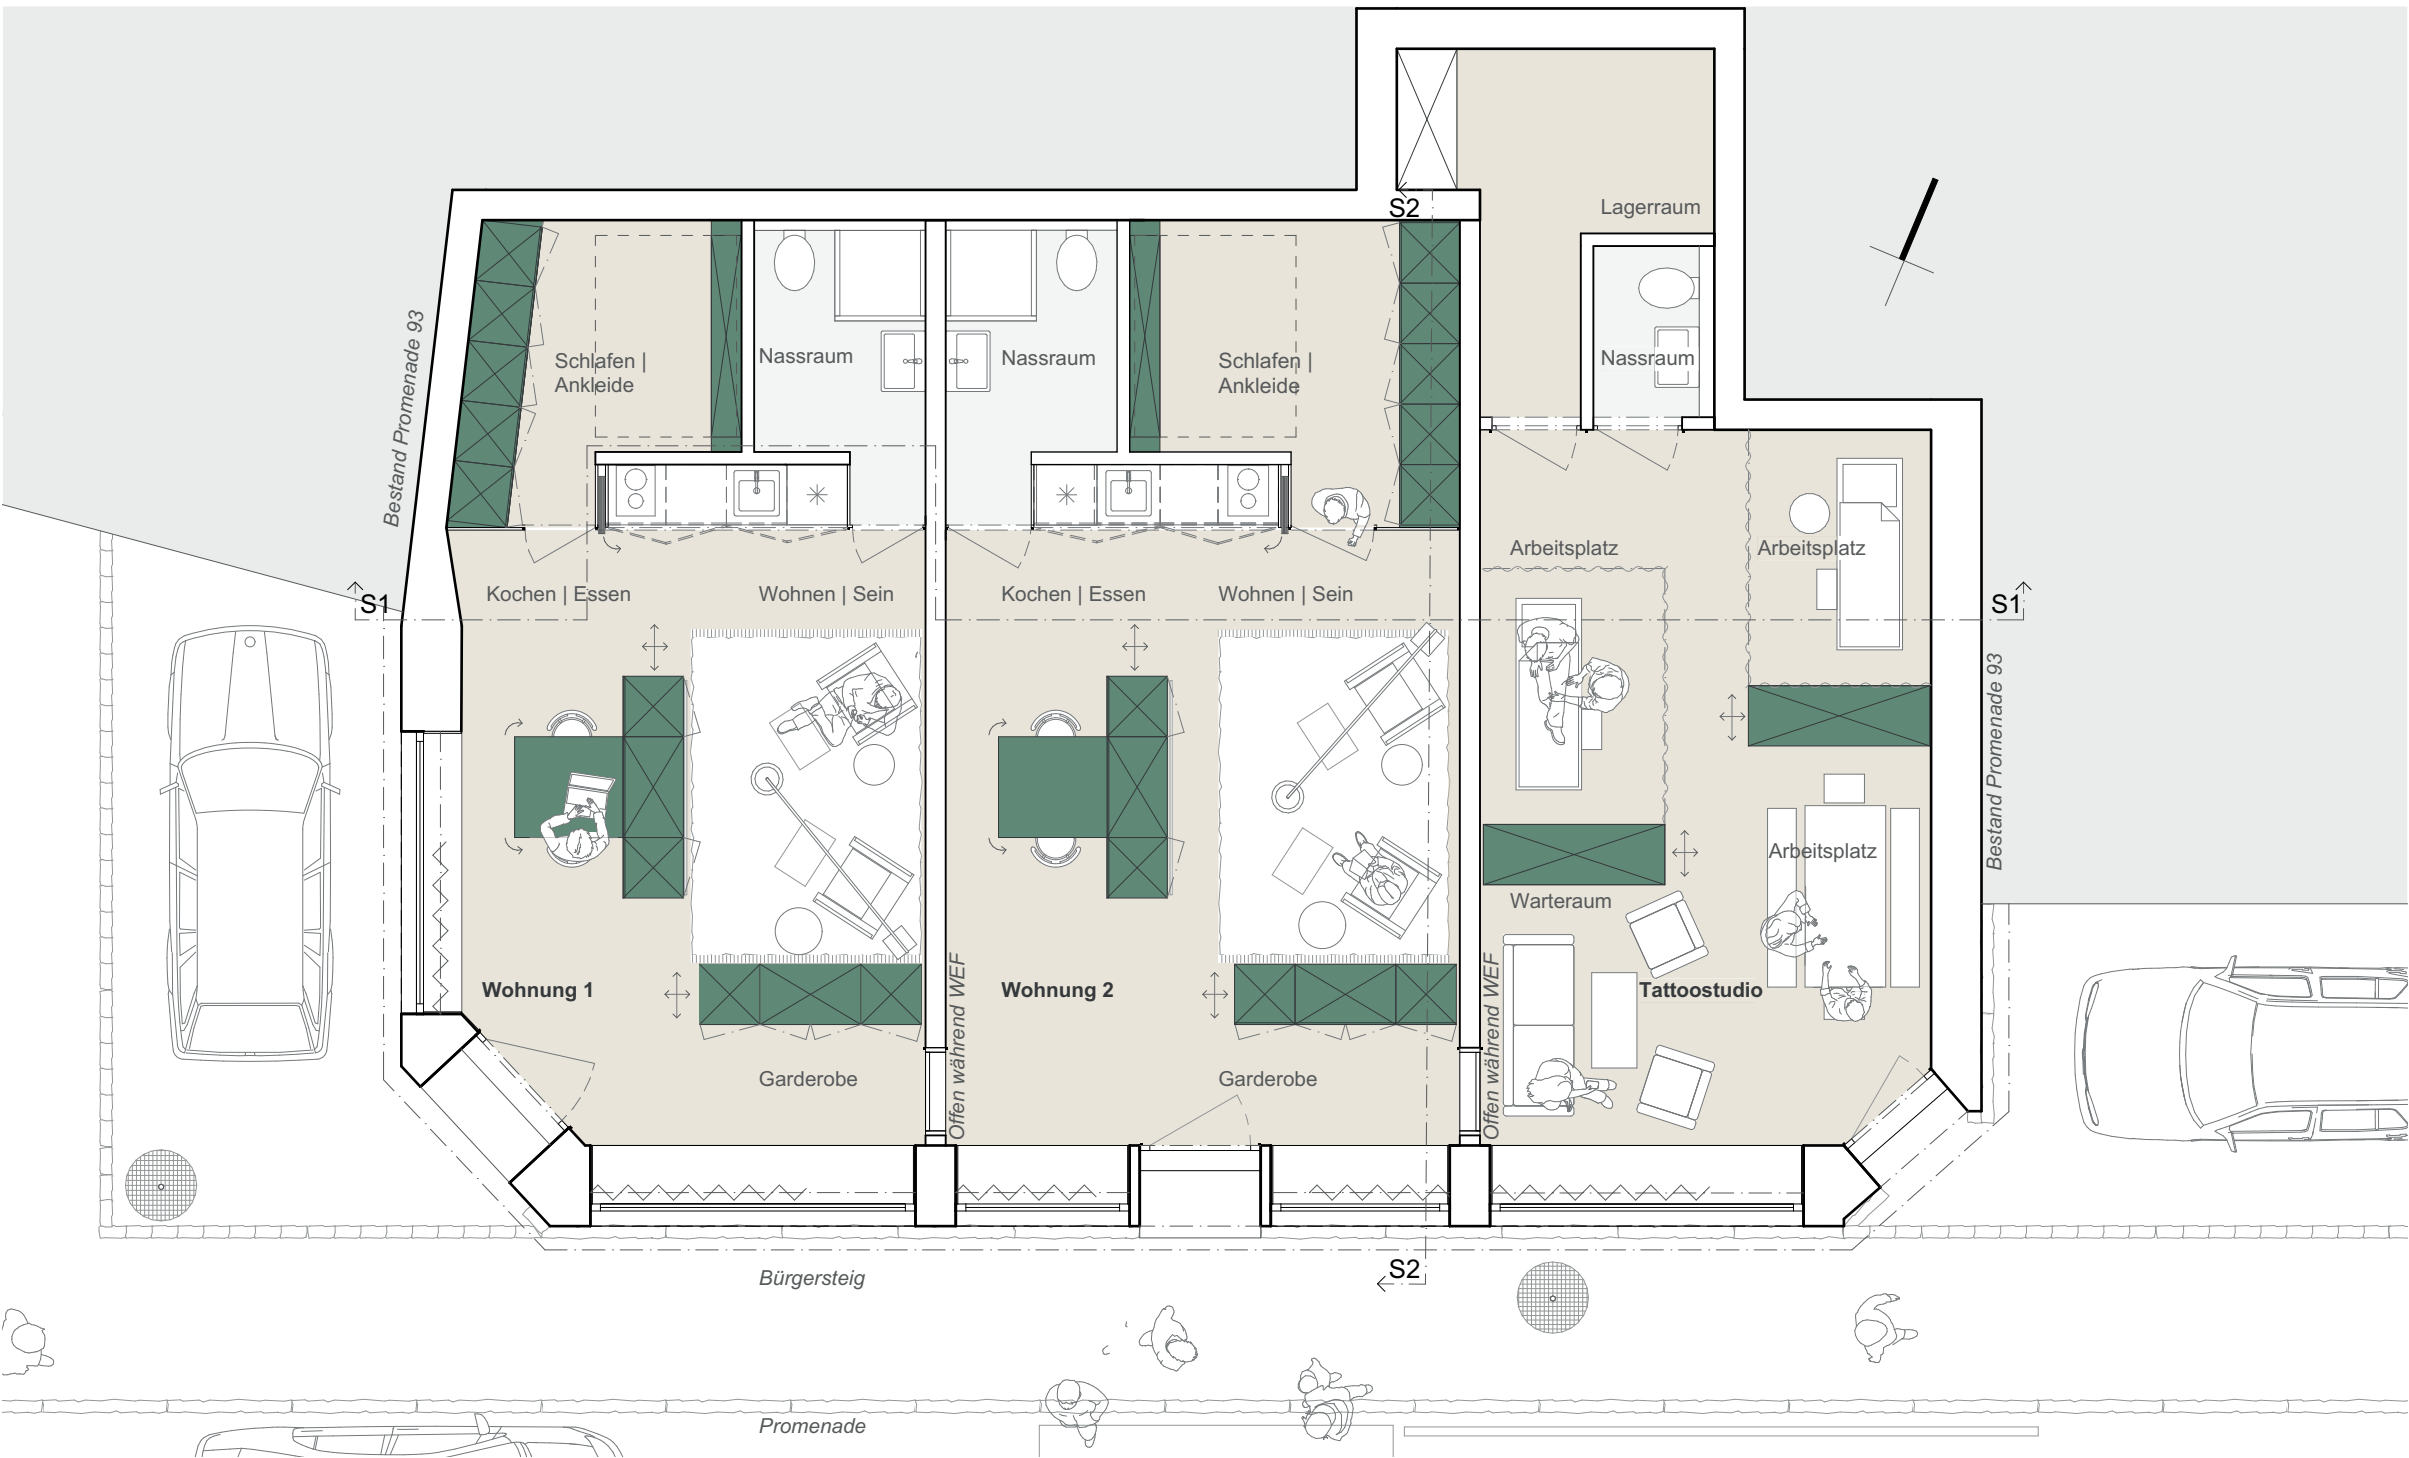 Lagerraum
S2
Nassraum
Nassraum
Nassraum
Schlafen |
Ankleide
Schlafen |
Ankleide
Bestand Promenade 93
Arbeitsplatz
Arbeitsplatz
Kochen | Essen
Wohnen | Sein
Kochen | Essen
Wohnen | Sein
S1
S1
Bestand Promenade 93
Arbeitsplatz
Warteraum
Wohnung 1
Offen während WEF
Wohnung 2
Offen während WEF
Tattoostudio
Garderobe
Garderobe
S2
Bürgersteig
Promenade